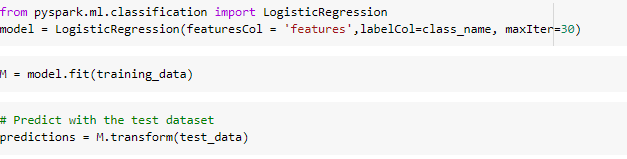 from pyspark.ml.classification import LogisticRegression
model = LogisticRegression(featuresCol = 'features',labelCol=class_name, maxIter=30)
M = model.fit(training_data)
# Predict with the test dataset
predictions = M.transform(test_data)